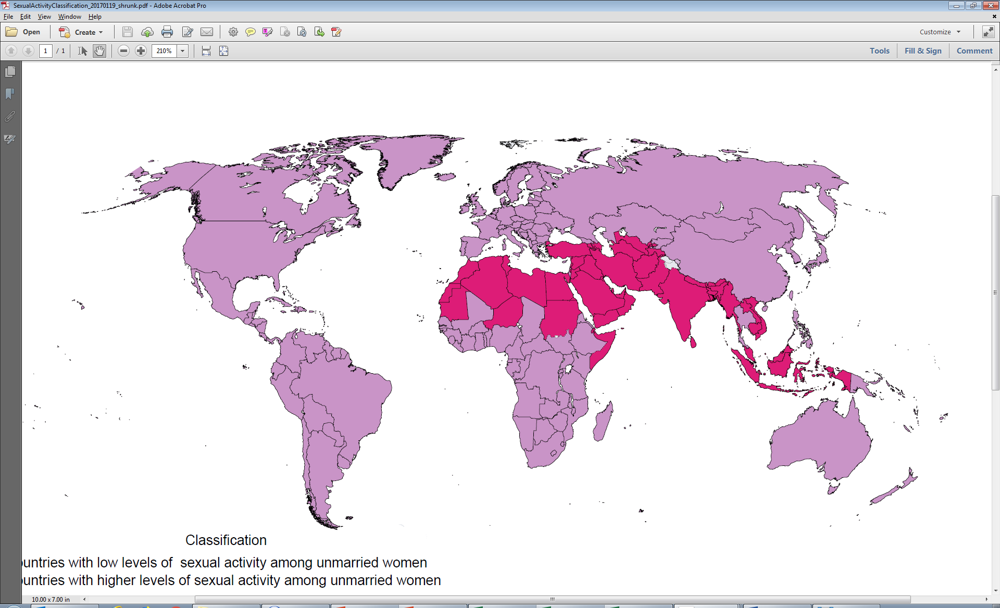 SexualActivityClassification_20170119_shrunk.pdf - Adobe Acrobat Pro
File Edit View Window Help
Open Create Customize
1 / 1 210% Tools Fill & Sign Comment
Classification
ountries with low levels of sexual activity among unmarried women
ountries with higher levels of sexual activity among unmarried women
10.00 x 7.00 in